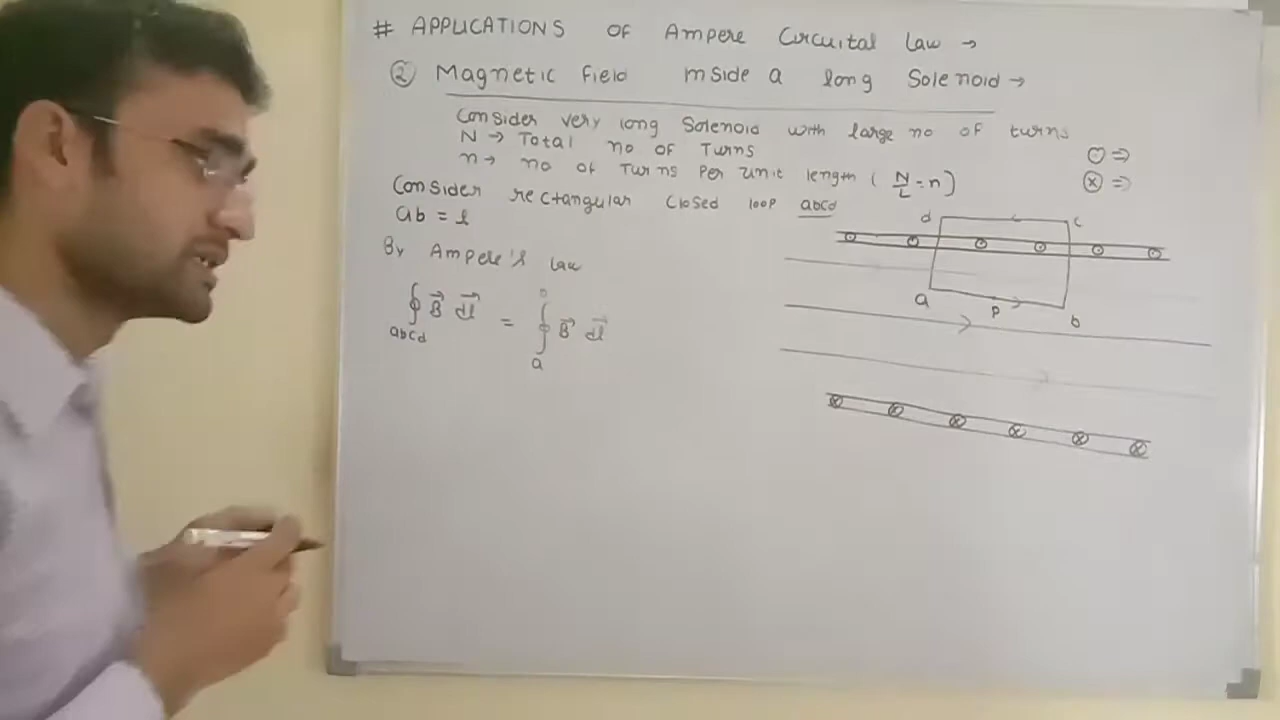 # APPLICATIONS OF Ampere Circuital Law →
② Magnetic field inside a long Solenoid →
Consider very long Solenoid with large no of turns
N → Total no of Turns
n → no of Turns Per Unit length ( N/L = n )
⊙ ⇒
⊗ ⇒
Consider rectangular closed loop abcd
ab = l
By Ampere's law
∮ B⃗ dl⃗ = ∮ B⃗ dl⃗
abcd
a
d c
a P b